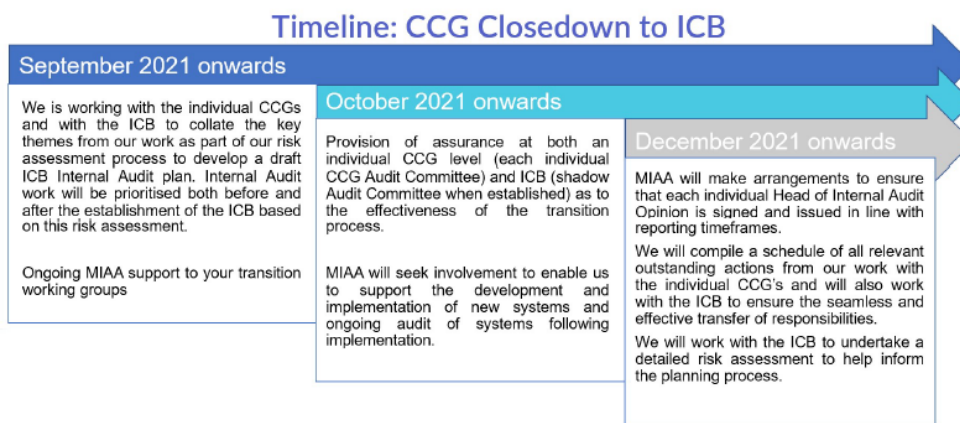 Timeline: CCG Closedown to ICB
September 2021 onwards
We is working with the individual CCGs
and with the ICB to collate the key
themes from our work as part of our risk
assessment process to develop a draft
ICB Internal Audit plan. Internal Audit
work will be prioritised both before and
after the establishment of the ICB based
on this risk assessment.
Ongoing MIAA support to your transition
working groups
October 2021 onwards
Provision of assurance at both an
individual CCG level (each individual
CCG Audit Committee) and ICB (shadow
Audit Committee when established) as to
the effectiveness of the transition
process.
MIAA will seek involvement to enable us
to support the development and
implementation of new systems and
ongoing audit of systems following
implementation.
December 2021 onwards
MIAA will make arrangements to ensure
that each individual Head of Internal Audit
Opinion is signed and issued in line with
reporting timeframes.
We will compile a schedule of all relevant
outstanding actions from our work with
the individual CCG's and will also work
with the ICB to ensure the seamless and
effective transfer of responsibilities.
We will work with the ICB to undertake a
detailed risk assessment to help inform
the planning process.